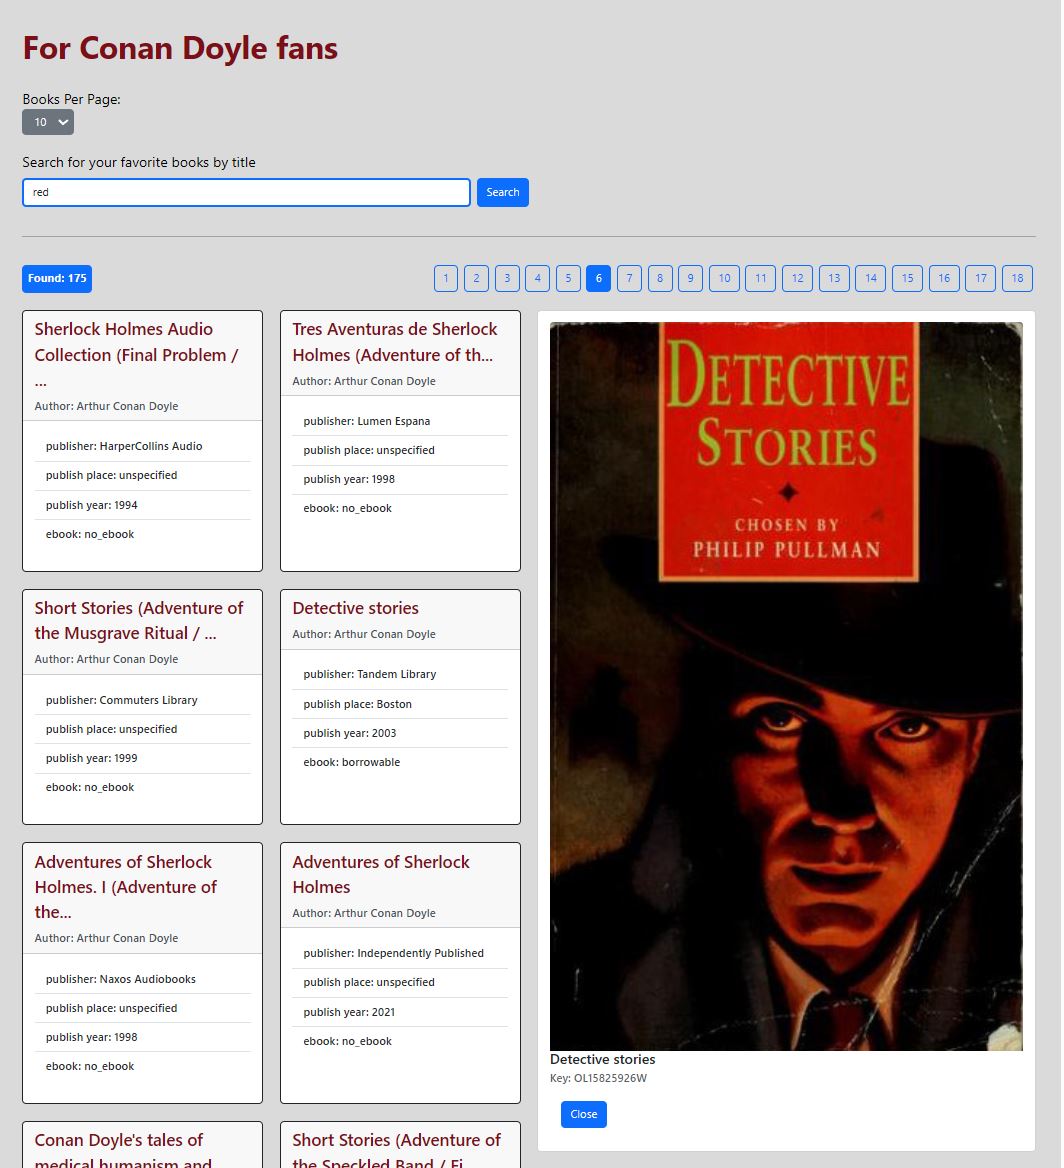 For Conan Doyle fans
Books Per Page:
10
Search for your favorite books by title
red
Search
Found: 175
1 2 3 4 5 6 7 8 9 10 11 12 13 14 15 16 17 18
Sherlock Holmes Audio
Collection (Final Problem /
...
Author: Arthur Conan Doyle
publisher: HarperCollins Audio
publish place: unspecified
publish year: 1994
ebook: no_ebook
Tres Aventuras de Sherlock
Holmes (Adventure of th...
Author: Arthur Conan Doyle
publisher: Lumen Espana
publish place: unspecified
publish year: 1998
ebook: no_ebook
Short Stories (Adventure of
the Musgrave Ritual / ...
Author: Arthur Conan Doyle
publisher: Commuters Library
publish place: unspecified
publish year: 1999
ebook: no_ebook
Detective stories
Author: Arthur Conan Doyle
publisher: Tandem Library
publish place: Boston
publish year: 2003
ebook: borrowable
Adventures of Sherlock
Holmes. I (Adventure of
the...
Author: Arthur Conan Doyle
publisher: Naxos Audiobooks
publish place: unspecified
publish year: 1998
ebook: no_ebook
Adventures of Sherlock
Holmes
Author: Arthur Conan Doyle
publisher: Independently Published
publish place: unspecified
publish year: 2021
ebook: no_ebook
Conan Doyle's tales of
medical humanism and
Short Stories (Adventure of
the Speckled Band / Fi
DETECTIVE
STORIES
CHOSEN BY
PHILIP PULLMAN
Detective stories
Key: OL15825926W
Close